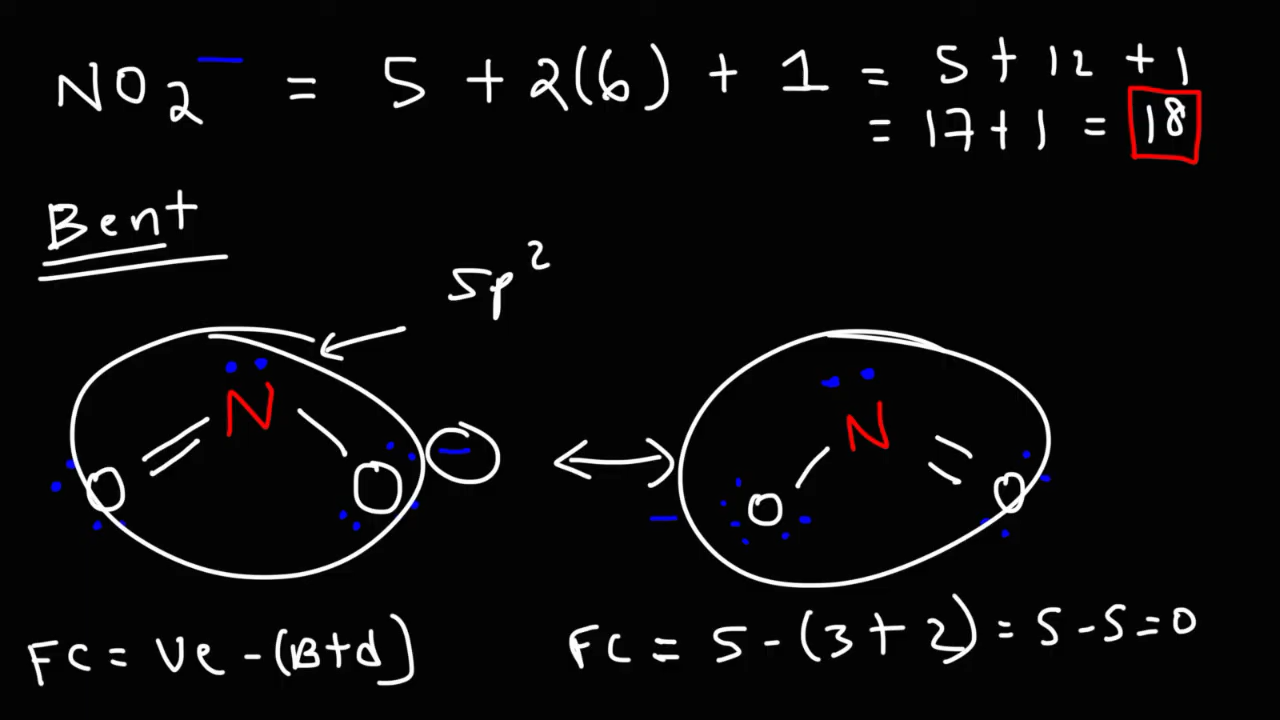 NO₂⁻ = 5 + 2(6) + 1 = 5 + 12 + 1
= 17 + 1 = 18
Bent
sp²
N N
O O − − O O
FC = Ve - (B+d]
FC = 5 - (3+2) = 5 - 5 = 0